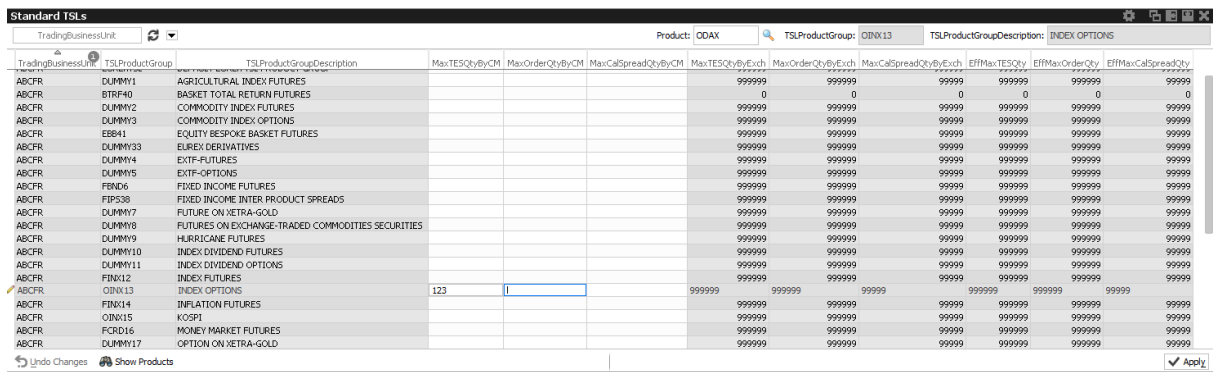 Standard TSLs
TradingBusinessUnit Product: ODAX TSLProductGroup: OINX13 TSLProductGroupDescription: INDEX OPTIONS
TradingBusinessUnit 1 TSLProductGroup TSLProductGroupDescription MaxTESQtyByCM MaxOrderQtyByCM MaxCalSpreadQtyByCM MaxTESQtyByExch MaxOrderQtyByExch MaxCalSpreadQtyByExch EffMaxTESQty EffMaxOrderQty EffMaxCalSpreadQty
ABCFR DUMMY1 AGRICULTURAL INDEX FUTURES 999999 999999 99999 999999 999999 99999
ABCFR BTRF40 BASKET TOTAL RETURN FUTURES 0 0 0 0 0 0
ABCFR DUMMY2 COMMODITY INDEX FUTURES 999999 999999 99999 999999 999999 99999
ABCFR DUMMY3 COMMODITY INDEX OPTIONS 999999 999999 99999 999999 999999 99999
ABCFR EBB41 EQUITY BESPOKE BASKET FUTURES 999999 999999 99999 999999 999999 99999
ABCFR DUMMY33 EUREX DERIVATIVES 999999 999999 99999 999999 999999 99999
ABCFR DUMMY4 EXTF-FUTURES 999999 999999 99999 999999 999999 99999
ABCFR DUMMY5 EXTF-OPTIONS 999999 999999 99999 999999 999999 99999
ABCFR FBND6 FIXED INCOME FUTURES 999999 999999 99999 999999 999999 99999
ABCFR FIPS38 FIXED INCOME INTER PRODUCT SPREADS 999999 999999 99999 999999 999999 99999
ABCFR DUMMY7 FUTURE ON XETRA-GOLD 999999 999999 99999 999999 999999 99999
ABCFR DUMMY8 FUTURES ON EXCHANGE-TRADED COMMODITIES SECURITIES 999999 999999 99999 999999 999999 99999
ABCFR DUMMY9 HURRICANE FUTURES 999999 999999 99999 999999 999999 99999
ABCFR DUMMY10 INDEX DIVIDEND FUTURES 999999 999999 99999 999999 999999 99999
ABCFR DUMMY11 INDEX DIVIDEND OPTIONS 999999 999999 99999 999999 999999 99999
ABCFR FINX12 INDEX FUTURES 999999 999999 99999 999999 999999 99999
ABCFR OINX13 INDEX OPTIONS 123 999999 999999 99999 999999 999999 99999
ABCFR FINX14 INFLATION FUTURES 999999 999999 99999 999999 999999 99999
ABCFR OINX15 KOSPI 999999 999999 99999 999999 999999 99999
ABCFR FCRD16 MONEY MARKET FUTURES 999999 999999 99999 999999 999999 99999
ABCFR DUMMY17 OPTION ON XETRA-GOLD 999999 999999 99999 999999 999999 99999
Undo Changes Show Products Apply